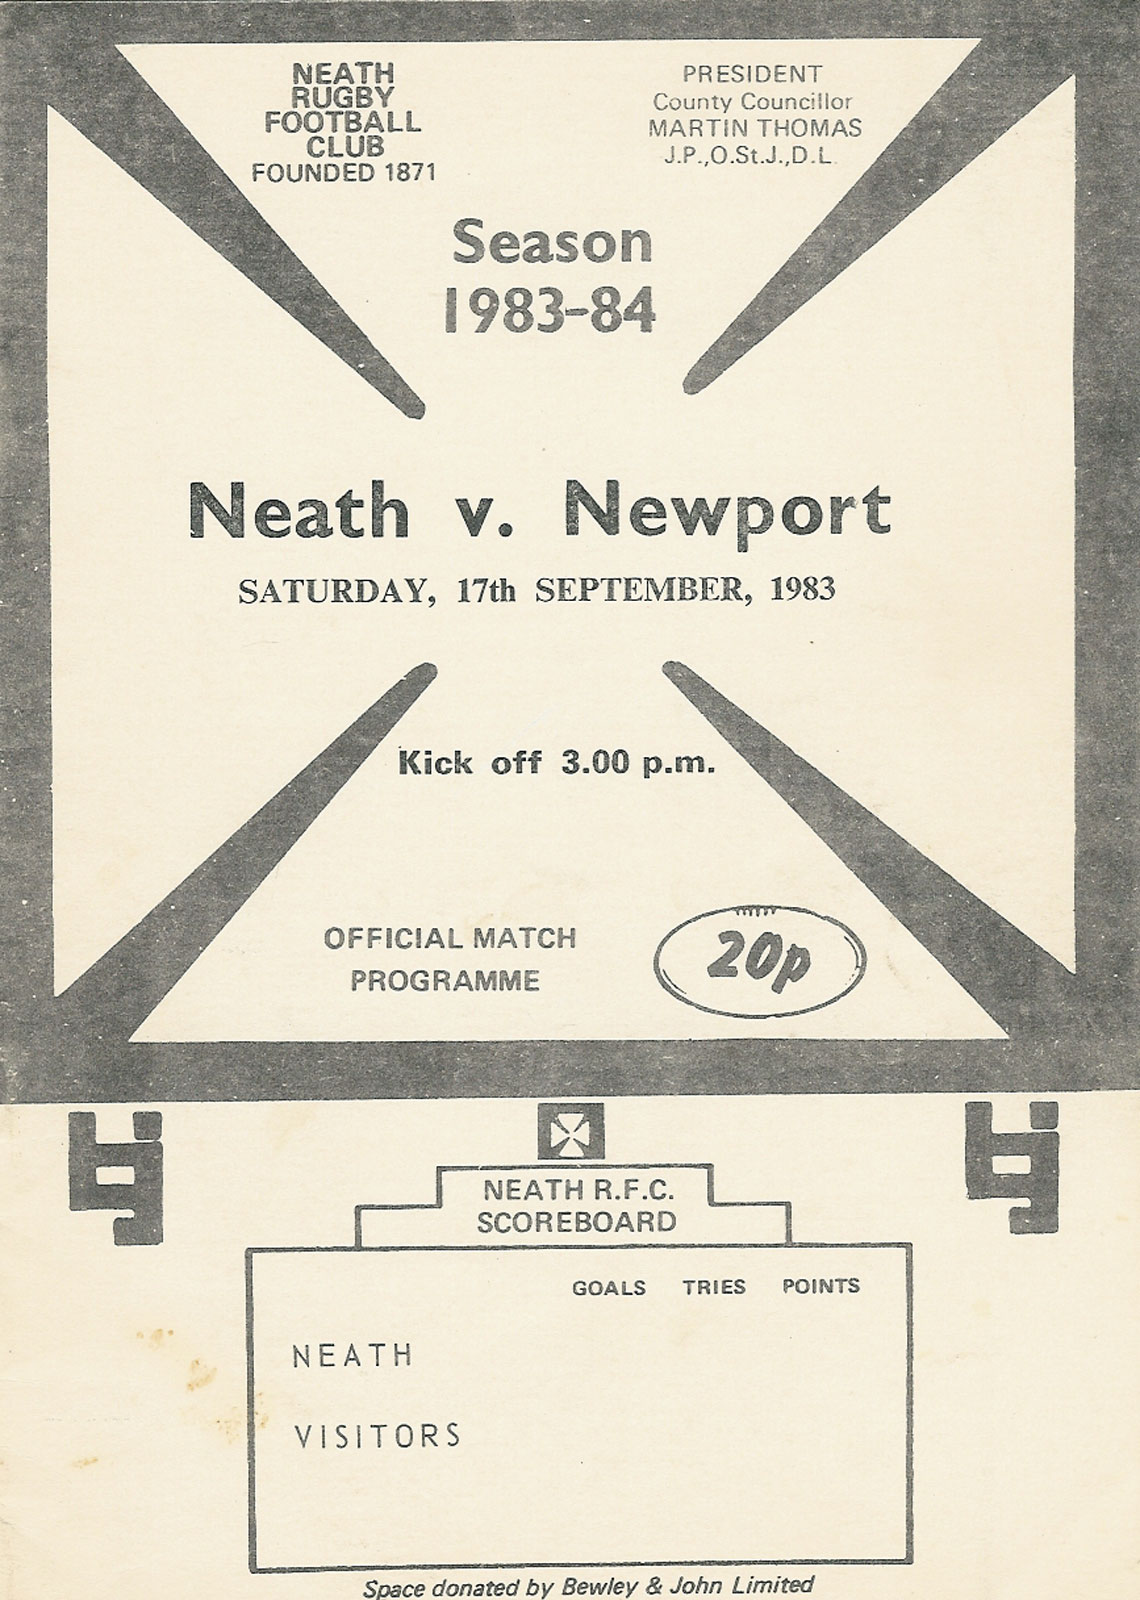 NEATH
RUGBY
FOOTBALL
CLUB
FOUNDED 1871
PRESIDENT
County Councillor
MARTIN THOMAS
J.P.,O.St.J.,D.L.
Season
1983-84
Neath v. Newport
SATURDAY, 17th SEPTEMBER, 1983
Kick off 3.00 p.m.
OFFICIAL MATCH
PROGRAMME
20p
NEATH R.F.C.
SCOREBOARD
GOALS TRIES POINTS
NEATH
VISITORS
Space donated by Bewley & John Limited